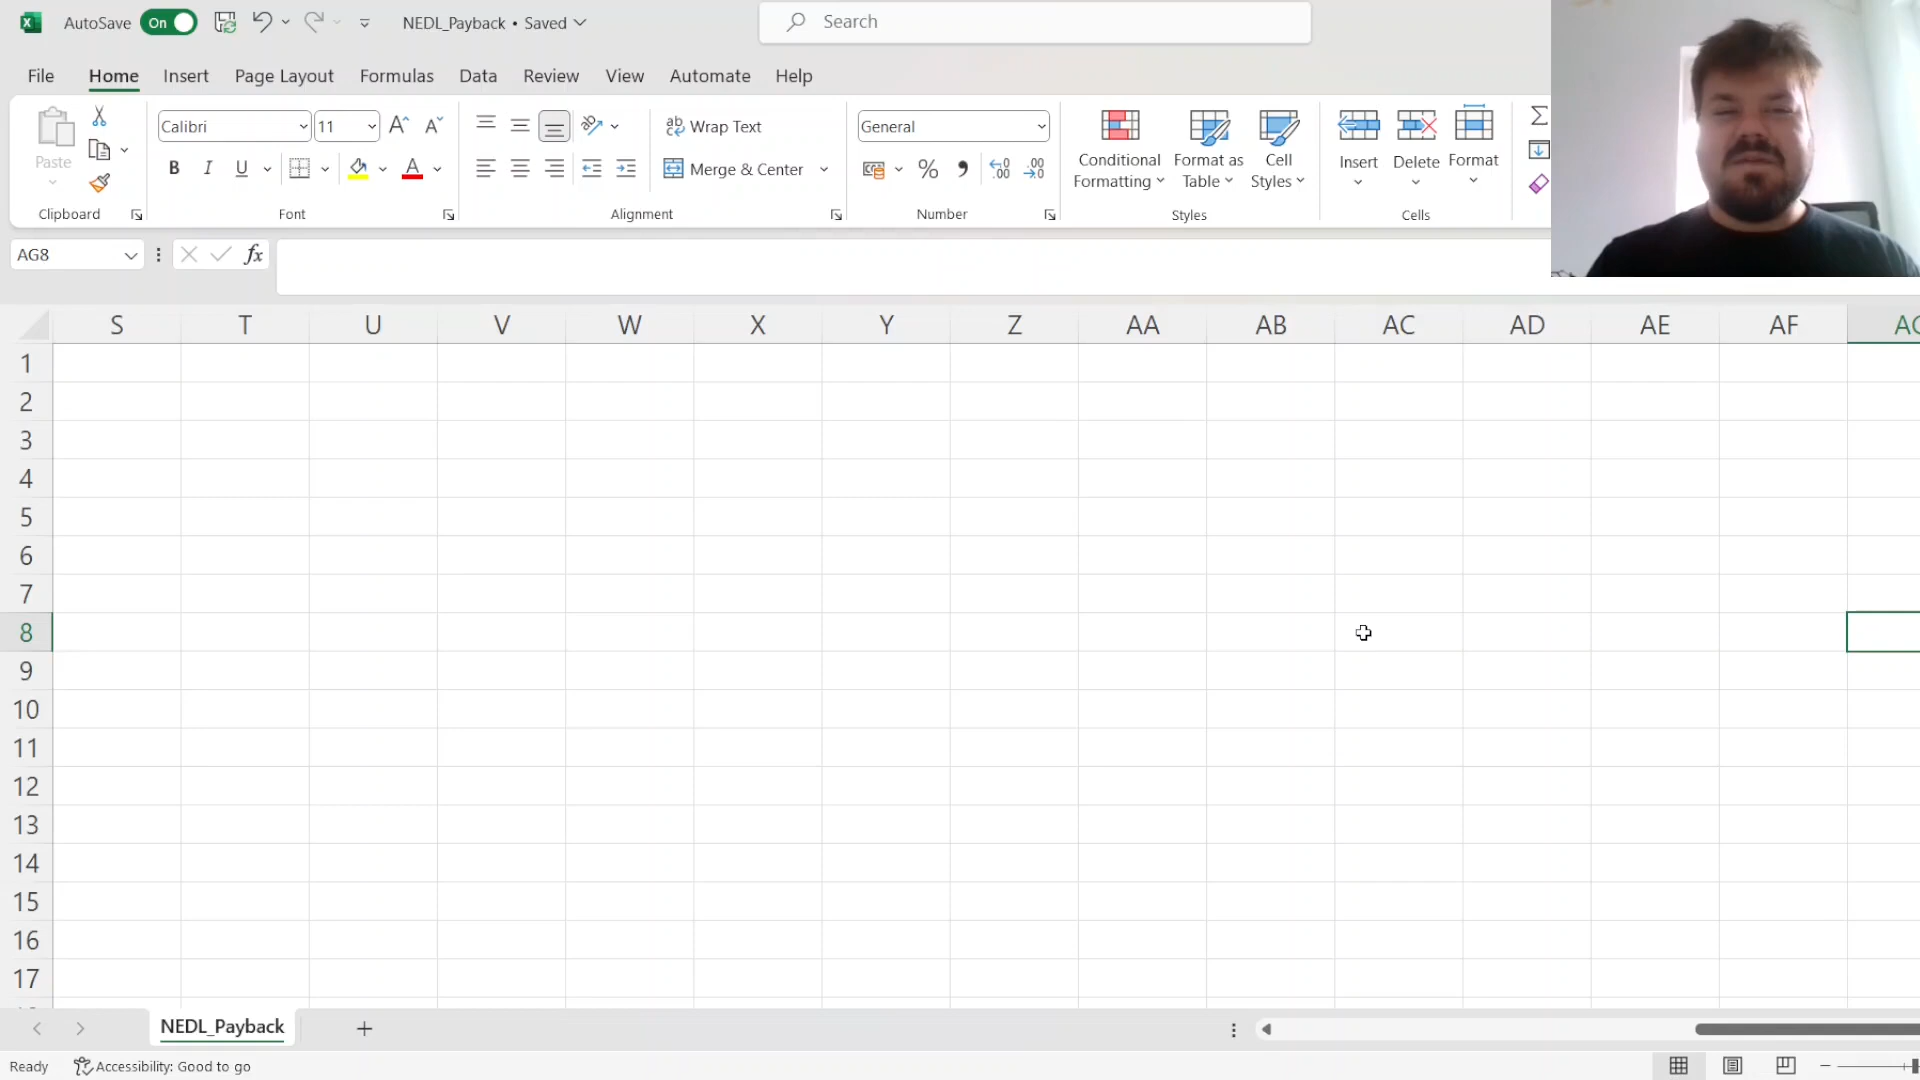 AutoSave On NEDL_Payback • Saved Search
File Home Insert Page Layout Formulas Data Review View Automate Help
Paste
Clipboard
Calibri 11
B I U A
Font
Wrap Text
Merge & Center
Alignment
General
% 9
Number
Conditional Formatting
Format as Table
Cell Styles
Styles
Insert Delete Format
Cells
AG8 fx
S T U V W X Y Z AA AB AC AD AE AF
1
2
3
4
5
6
7
8
9
10
11
12
13
14
15
16
17
NEDL_Payback +
Ready Accessibility: Good to go